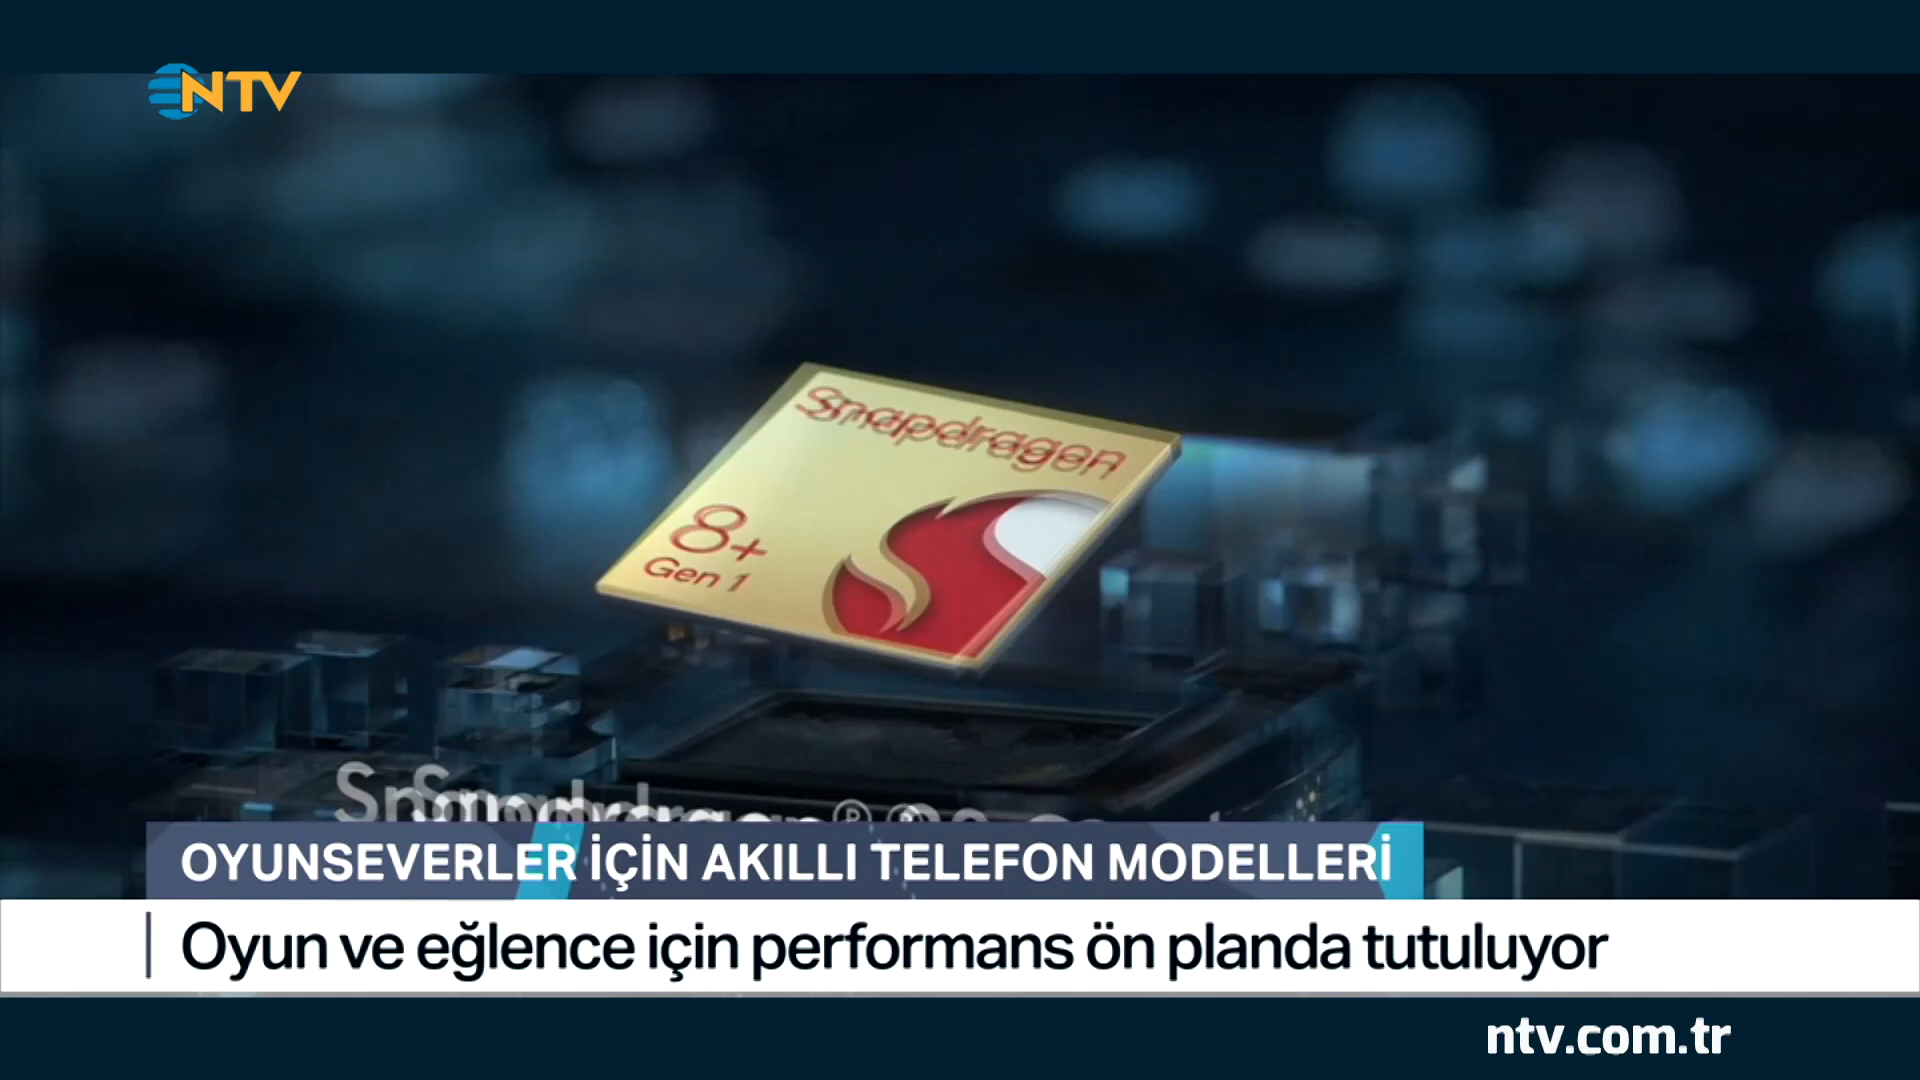 NTV
Snapdragon
8+
Gen 1
OYUNSEVERLER İÇİN AKILLI TELEFON MODELLERİ
Oyun ve eğlence için performans ön planda tutuluyor
ntv.com.tr